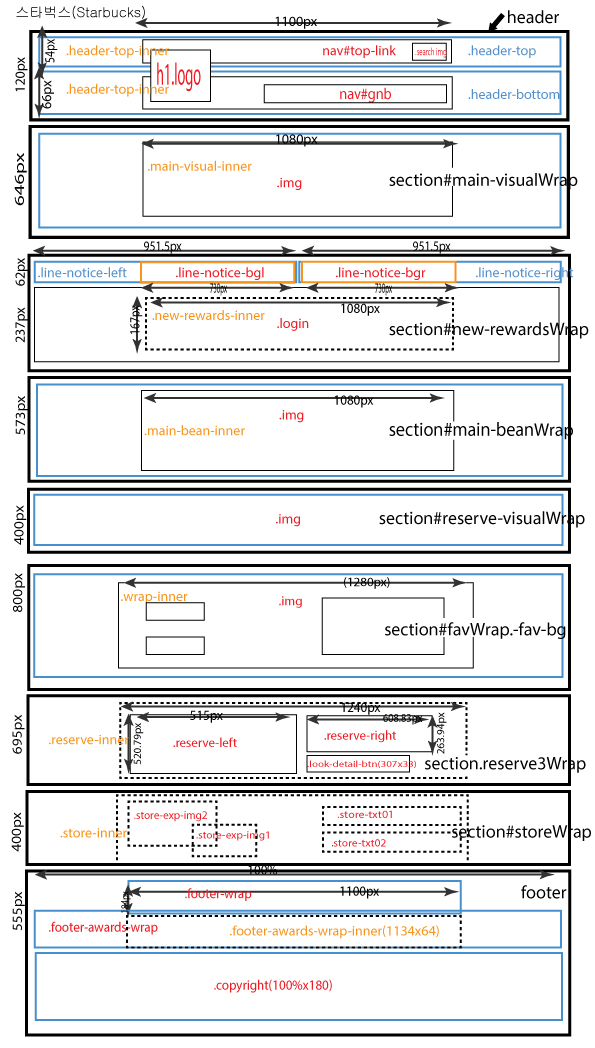 스타벅스(Starbucks)
1100px
header
120px
54px
.header-top-inner
nav#top-link
.search img
.header-top
h1.logo
66px
.header-top-inner
nav#gnb
.header-bottom
646px
1080px
.main-visual-inner
.img
section#main-visualWrap
951.5px
951.5px
62px
.line-notice-left
.line-notice-bgl
.line-notice-bgr
.line-notice-right
730px
730px
237px
167px
1080px
.new-rewards-inner
.login
section#new-rewardsWrap
573px
1080px
.img
.main-bean-inner
section#main-beanWrap
400px
.img
section#reserve-visualWrap
800px
(1280px)
.wrap-inner
.img
section#favWrap.-fav-bg
695px
1240px
515px
608.83px
.reserve-inner
520.79px
.reserve-left
.reserve-right
263.94px
.look-detail-btn(307x38)
section.reserve3Wrap
400px
.store-exp-img2
.store-txt01
.store-inner
.store-exp-img1
section#storeWrap
.store-txt02
555px
100%
.footer-wrap
1100px
footer
184px
.footer-awards-wrap
.footer-awards-wrap-inner(1134x64)
.copyright(100%x180)